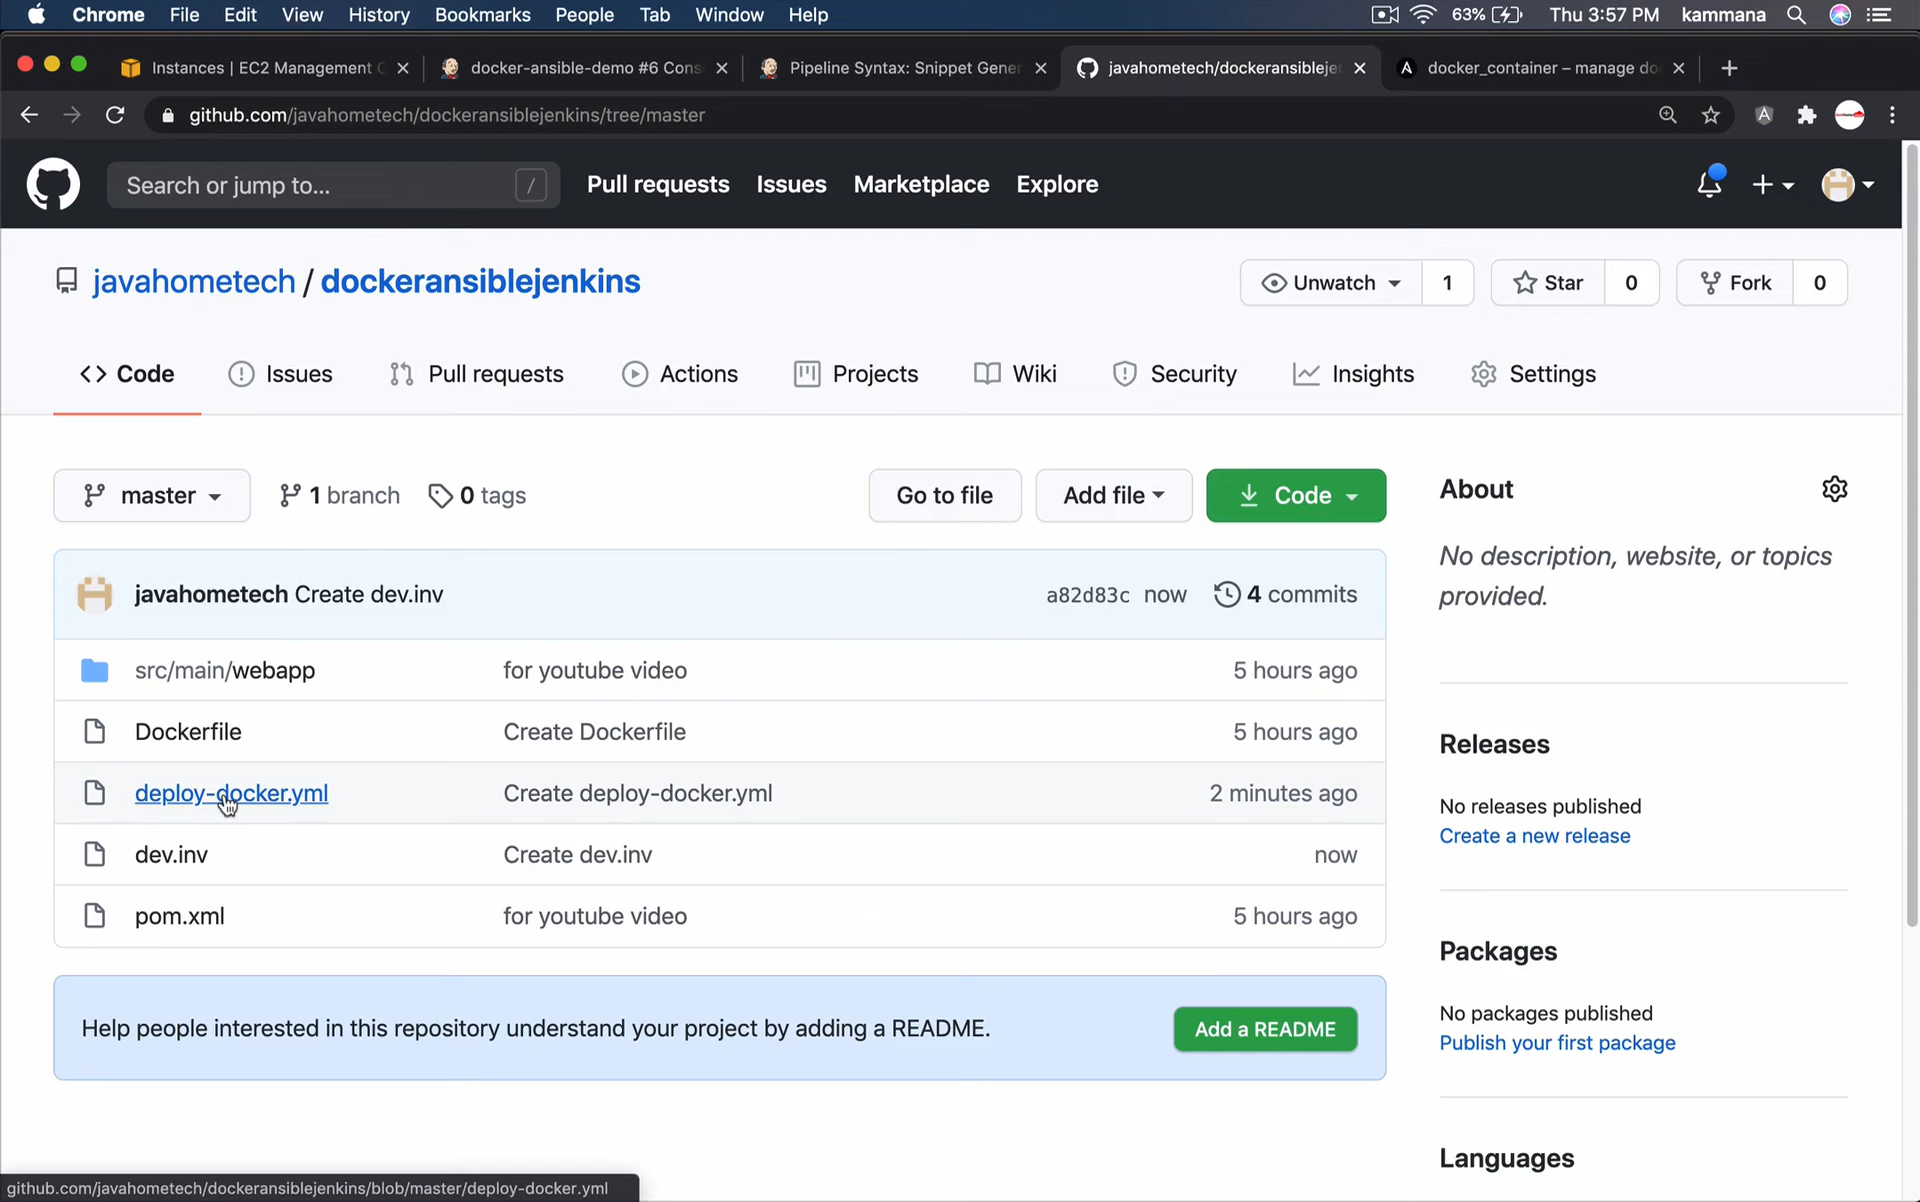 Chrome File Edit View History Bookmarks People Tab Window Help 63% Thu 3:57 PM kammana
Instances | EC2 Management C docker-ansible-demo #6 Cons Pipeline Syntax: Snippet Gener javahometech/dockeransiblejen docker_container – manage do
github.com/javahometech/dockeransiblejenkins/tree/master
Search or jump to... / Pull requests Issues Marketplace Explore
javahometech / dockeransiblejenkins Unwatch 1 Star 0 Fork 0
Code Issues Pull requests Actions Projects Wiki Security Insights Settings
master 1 branch 0 tags Go to file Add file Code
About
No description, website, or topics
provided.
javahometech Create dev.inv a82d83c now 4 commits
src/main/webapp for youtube video 5 hours ago
Dockerfile Create Dockerfile 5 hours ago
deploy-docker.yml Create deploy-docker.yml 2 minutes ago
dev.inv Create dev.inv now
pom.xml for youtube video 5 hours ago
Help people interested in this repository understand your project by adding a README. Add a README
Releases
No releases published
Create a new release
Packages
No packages published
Publish your first package
Languages
github.com/javahometech/dockeransiblejenkins/blob/master/deploy-docker.yml